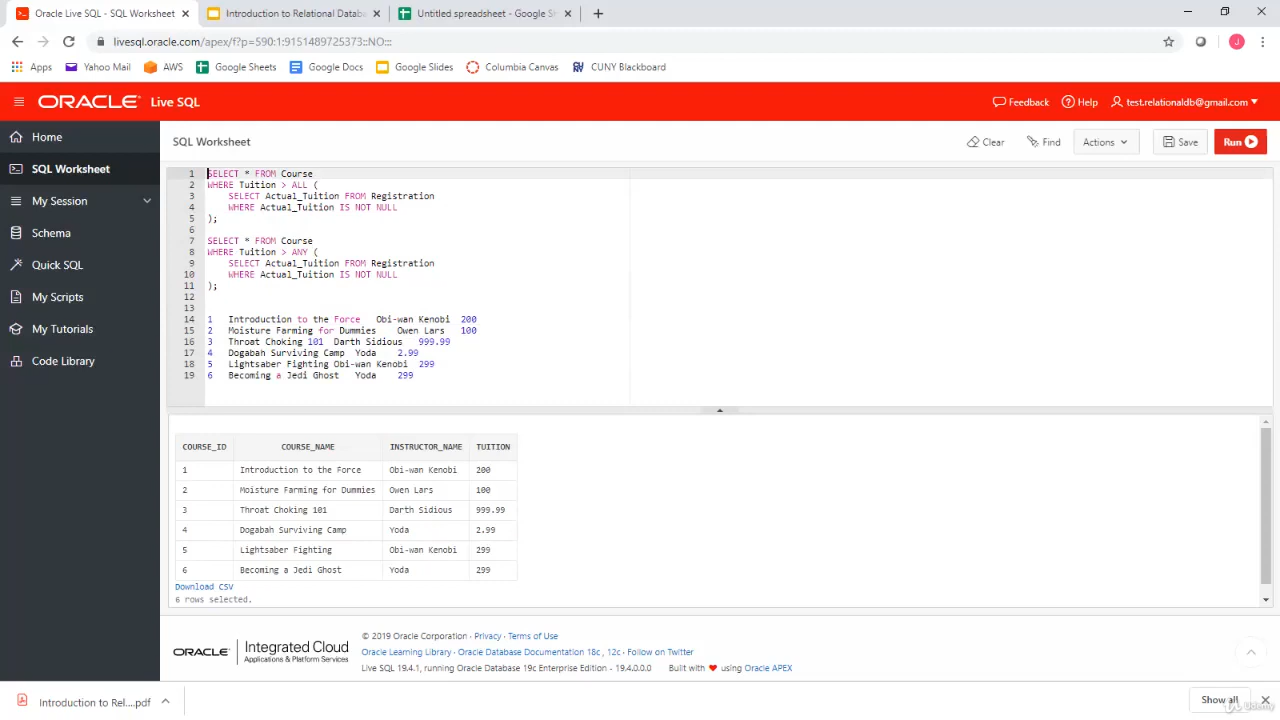 Oracle Live SQL - SQL Worksheet
Introduction to Relational Databa
Untitled spreadsheet - Google Sh
livesql.oracle.com/apex/f?p=590:1:9151489725373::NO:::
J
Apps
Yahoo Mail
AWS
Google Sheets
Google Docs
Google Slides
Columbia Canvas
CUNY Blackboard
ORACLE Live SQL
Feedback
Help
test.relationaldb@gmail.com
Home
SQL Worksheet
My Session
Schema
Quick SQL
My Scripts
My Tutorials
Code Library
SQL Worksheet
Clear
Find
Actions
Save
Run
1 SELECT * FROM Course
2 WHERE Tuition > ALL (
3 SELECT Actual_Tuition FROM Registration
4 WHERE Actual_Tuition IS NOT NULL
5 );
6
7 SELECT * FROM Course
8 WHERE Tuition > ANY (
9 SELECT Actual_Tuition FROM Registration
10 WHERE Actual_Tuition IS NOT NULL
11 );
12
13
14 1 Introduction to the Force Obi-wan Kenobi 200
15 2 Moisture Farming for Dummies Owen Lars 100
16 3 Throat Choking 101 Darth Sidious 999.99
17 4 Dogabah Surviving Camp Yoda 2.99
18 5 Lightsaber Fighting Obi-wan Kenobi 299
19 6 Becoming a Jedi Ghost Yoda 299
COURSE_ID COURSE_NAME INSTRUCTOR_NAME TUITION
1 Introduction to the Force Obi-wan Kenobi 200
2 Moisture Farming for Dummies Owen Lars 100
3 Throat Choking 101 Darth Sidious 999.99
4 Dogabah Surviving Camp Yoda 2.99
5 Lightsaber Fighting Obi-wan Kenobi 299
6 Becoming a Jedi Ghost Yoda 299
Download CSV
6 rows selected.
ORACLE
Integrated Cloud
Applications & Platform Services
© 2019 Oracle Corporation · Privacy · Terms of Use
Oracle Learning Library · Oracle Database Documentation 18c, 12c · Follow on Twitter
Live SQL 19.4.1, running Oracle Database 19c Enterprise Edition - 19.4.0.0.0 Built with ❤ using Oracle APEX
Introduction to Rel....pdf
Show all
Udemy